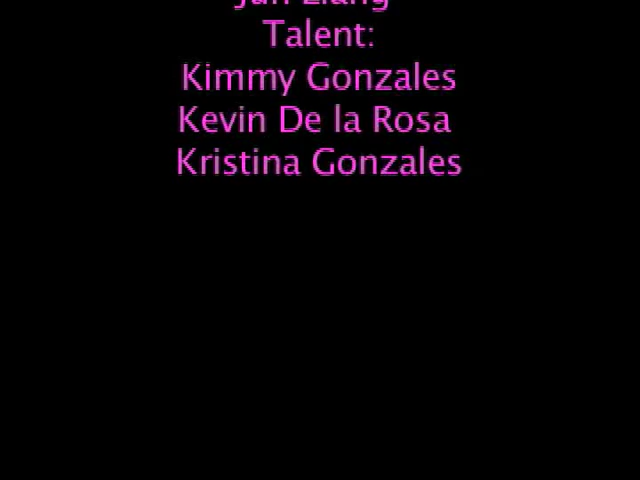 Talent:
Kimmy Gonzales
Kevin De la Rosa
Kristina Gonzales